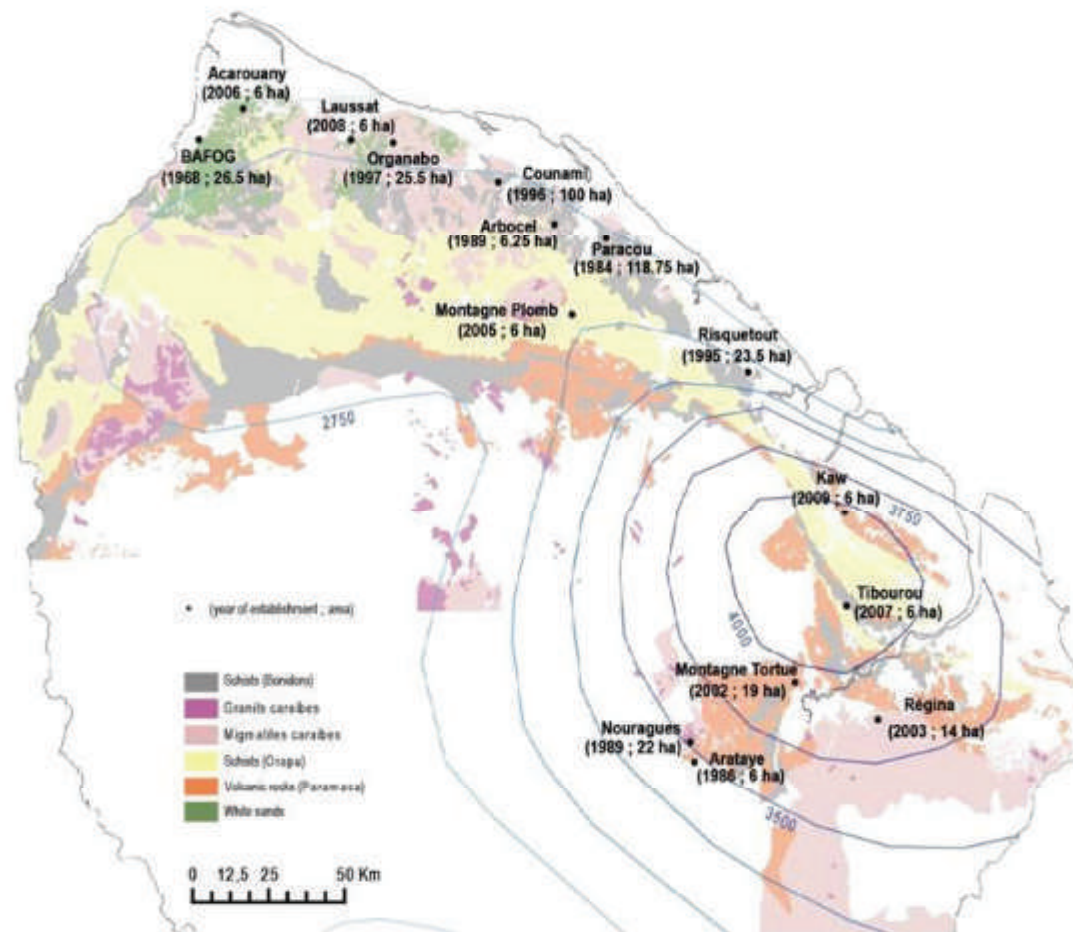 Acarouany
(2006 ; 6 ha)
Laussat
(2008 ; 6 ha)
BAFOG
(1968 ; 26.5 ha)
Organabo
(1997 ; 25.5 ha)
Counami
(1996 ; 100 ha)
Arbocel
(1989 ; 6.25 ha)
Paracou
(1984 ; 118.75 ha)
Montagne Plomb
(2005 ; 6 ha)
Risquetout
(1995 ; 23.5 ha)
2750
Kaw
(2009 ; 6 ha)
3750
Tibourou
(2007 ; 6 ha)
4000
Montagne Tortue
(2002 ; 19 ha)
Régina
(2003 ; 14 ha)
Nouragues
(1989 ; 22 ha)
Arataye
(1986 ; 6 ha)
3500
(year of establishment ; area)
Schists (Bonidoro)
Granits caraibes
Migmatites caraibes
Schists (Orapu)
Volcanic rocks (Paramaca)
White sands
0 12,5 25 50 Km